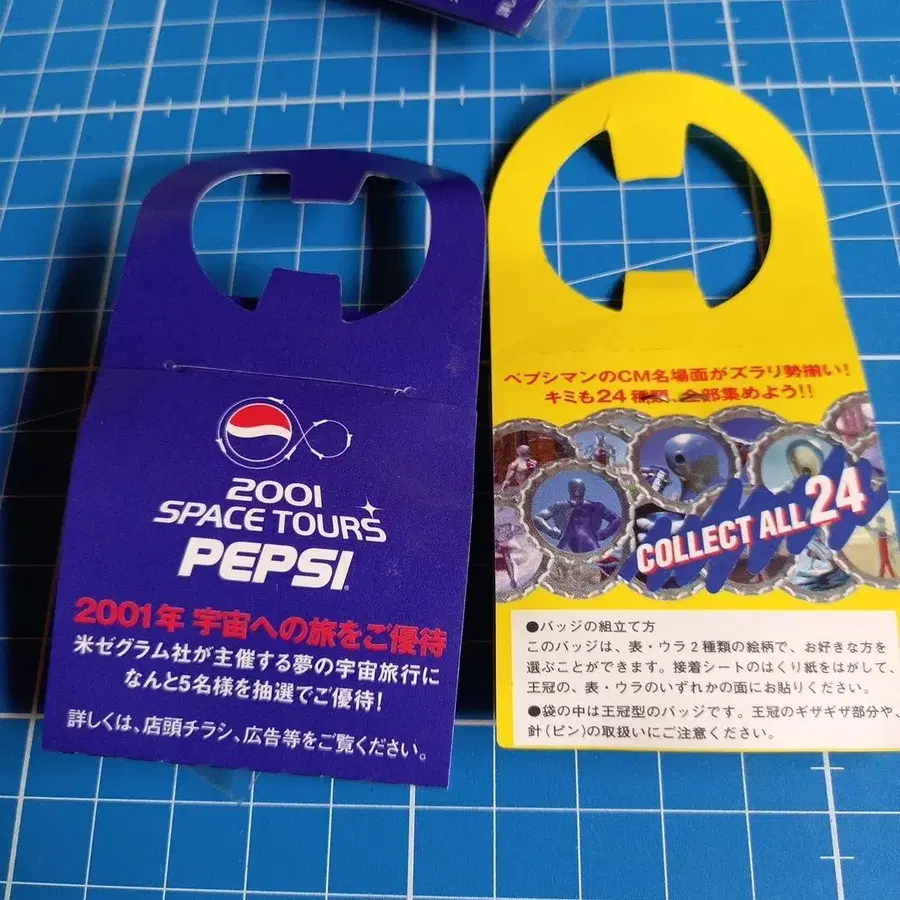 2001
SPACE TOURS
PEPSI
2001年 宇宙への旅をご優待
米ゼグラム社が主催する夢の宇宙旅行に
なんと5名様を抽選でご優待!
詳しくは、店頭チラシ、広告等をご覧ください。
ペプシマンのCM名場面がズラリ勢揃い!
キミも24種類、全部集めよう!!
COLLECT ALL 24
●バッジの組立て方
このバッジは、表・ウラ2種類の絵柄で、お好きな方を
選ぶことができます。接着シートのはくり紙をはがして、
王冠の、表・ウラのいずれかの面にお貼りください。
●袋の中は王冠型のバッジです。王冠のギザギザ部分や、
針(ピン)の取扱いにご注意ください。